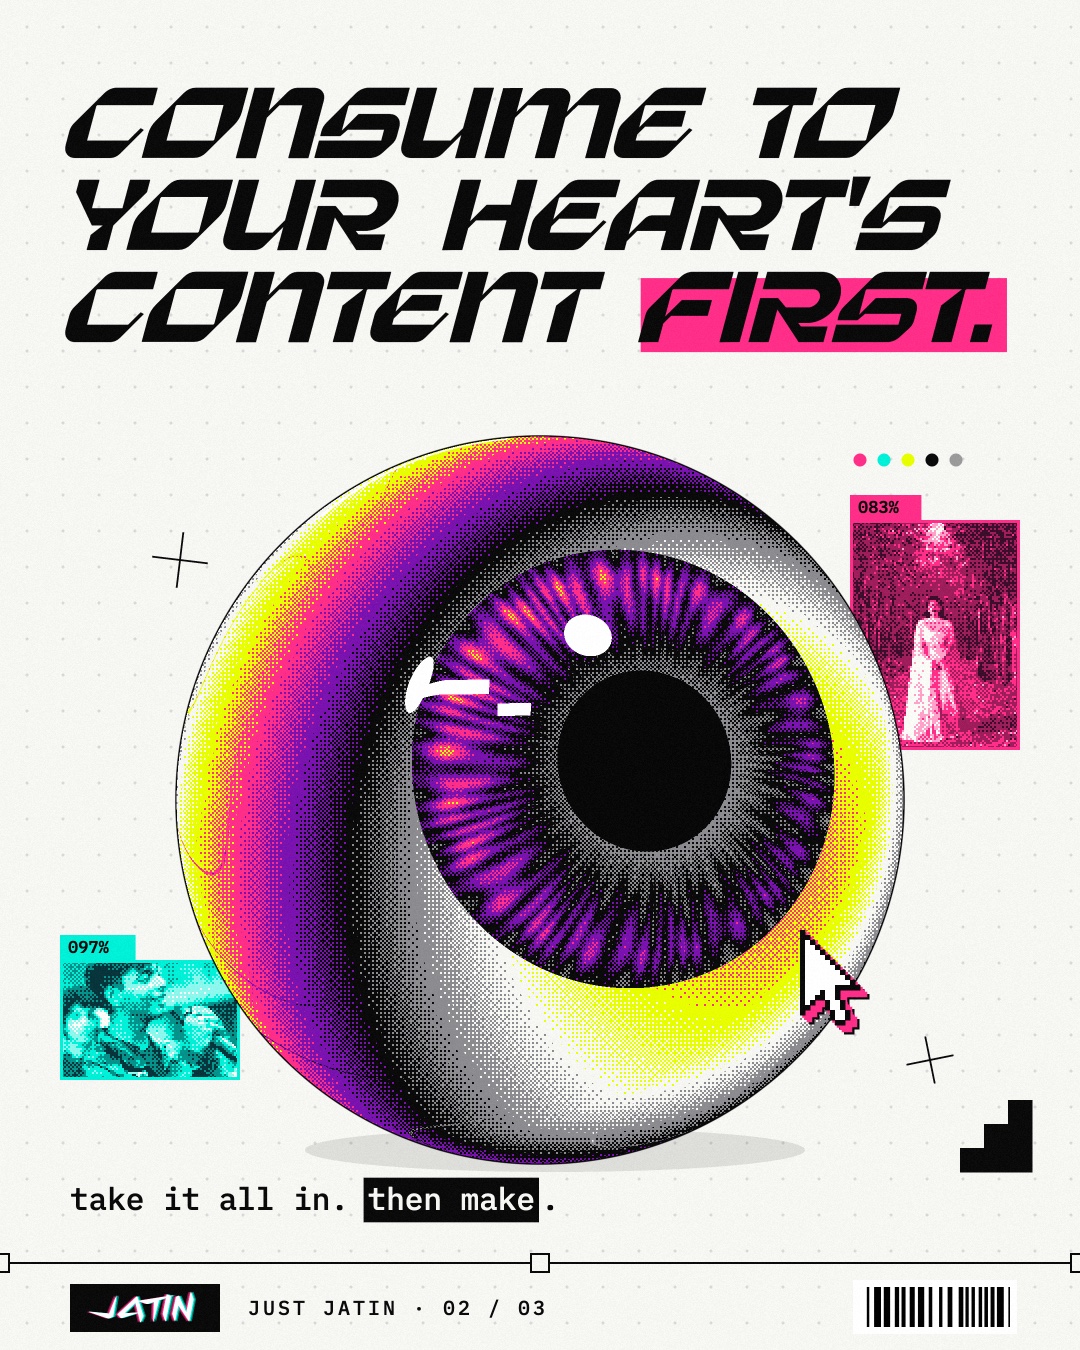 CONSUME TO
YOUR HEART'S
CONTENT FIRST.
083%
097%
take it all in. then make.
JATIN
JUST JATIN · 02 / 03